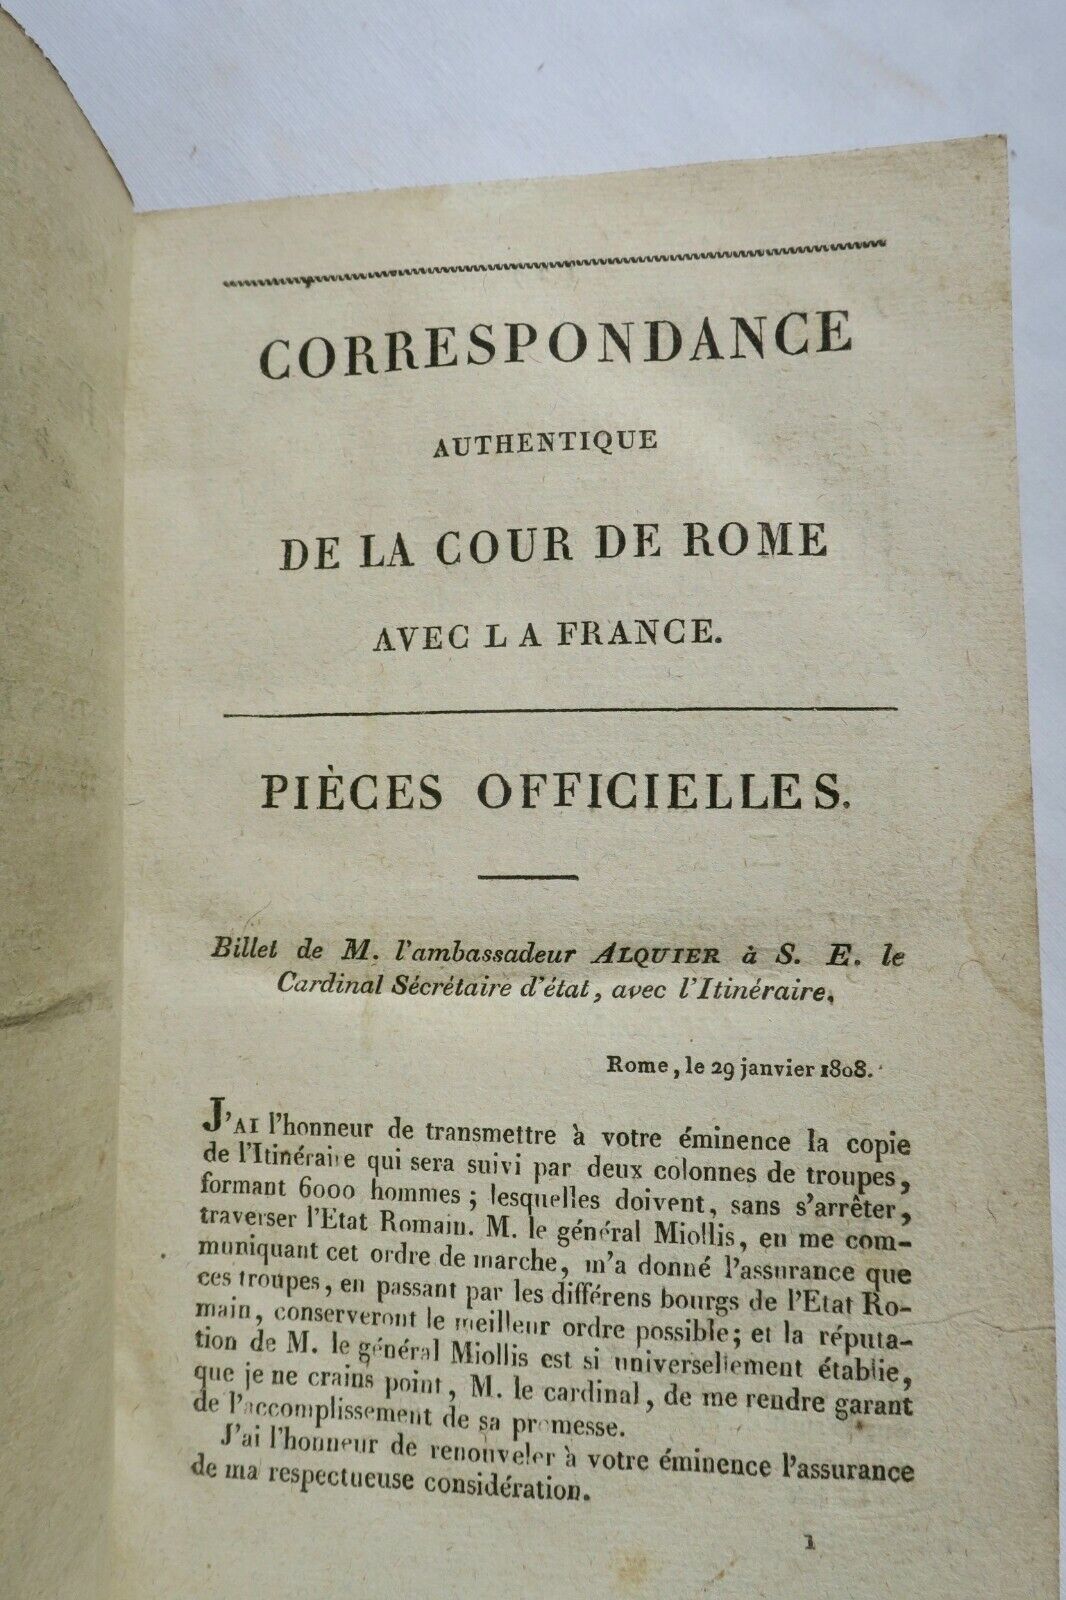 CORRESPONDANCE
AUTHENTIQUE
DE LA COUR DE ROME
AVEC L A FRANCE.
PIÈCES OFFICIELLES.
Billet de M. l'ambassadeur ALQUIER à S. E. le
Cardinal Sécrétaire d'état, avec l'Itinéraire.
Rome, le 29 janvier 1808.
J'AI l'honneur de transmettre à votre éminence la copie
de l'Itinéraire qui sera suivi par deux colonnes de troupes,
formant 6000 hommes; lesquelles doivent, sans s'arrêter,
traverser l'Etat Romain. M. le général Miollis, en me com-
muniquant cet ordre de marche, m'a donné l'assurance que
ces troupes, en passant par les différens bourgs de l'Etat Ro-
main, conserveront le meilleur ordre possible; et la réputa-
tion de M. le général Miollis est si universellement établie,
que je ne crains point, M. le cardinal, de me rendre garant
de l'accomplissement de sa promesse.
J'ai l'honneur de renouveler à votre éminence l'assurance
de ma respectueuse considération.
1